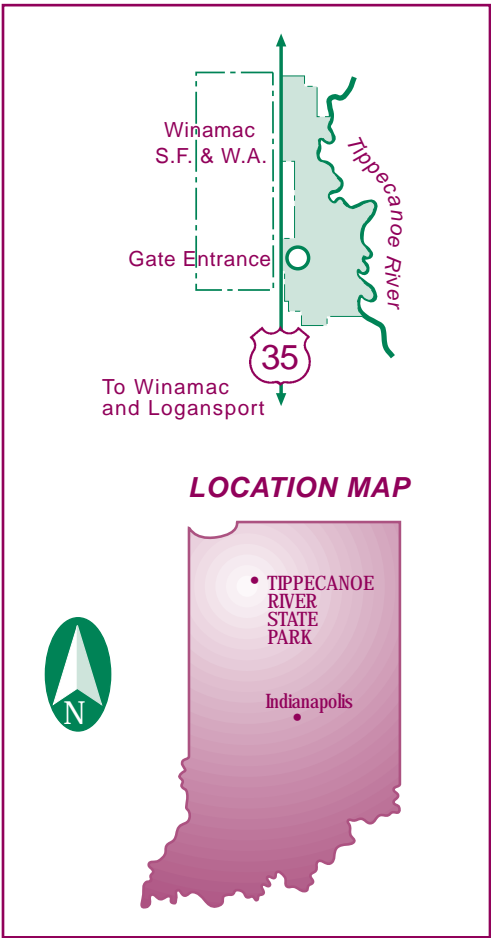 Winamac
S.F. & W.A.
Tippecanoe River
Gate Entrance
35
To Winamac
and Logansport
LOCATION MAP
TIPPECANOE
RIVER
STATE
PARK
N
Indianapolis